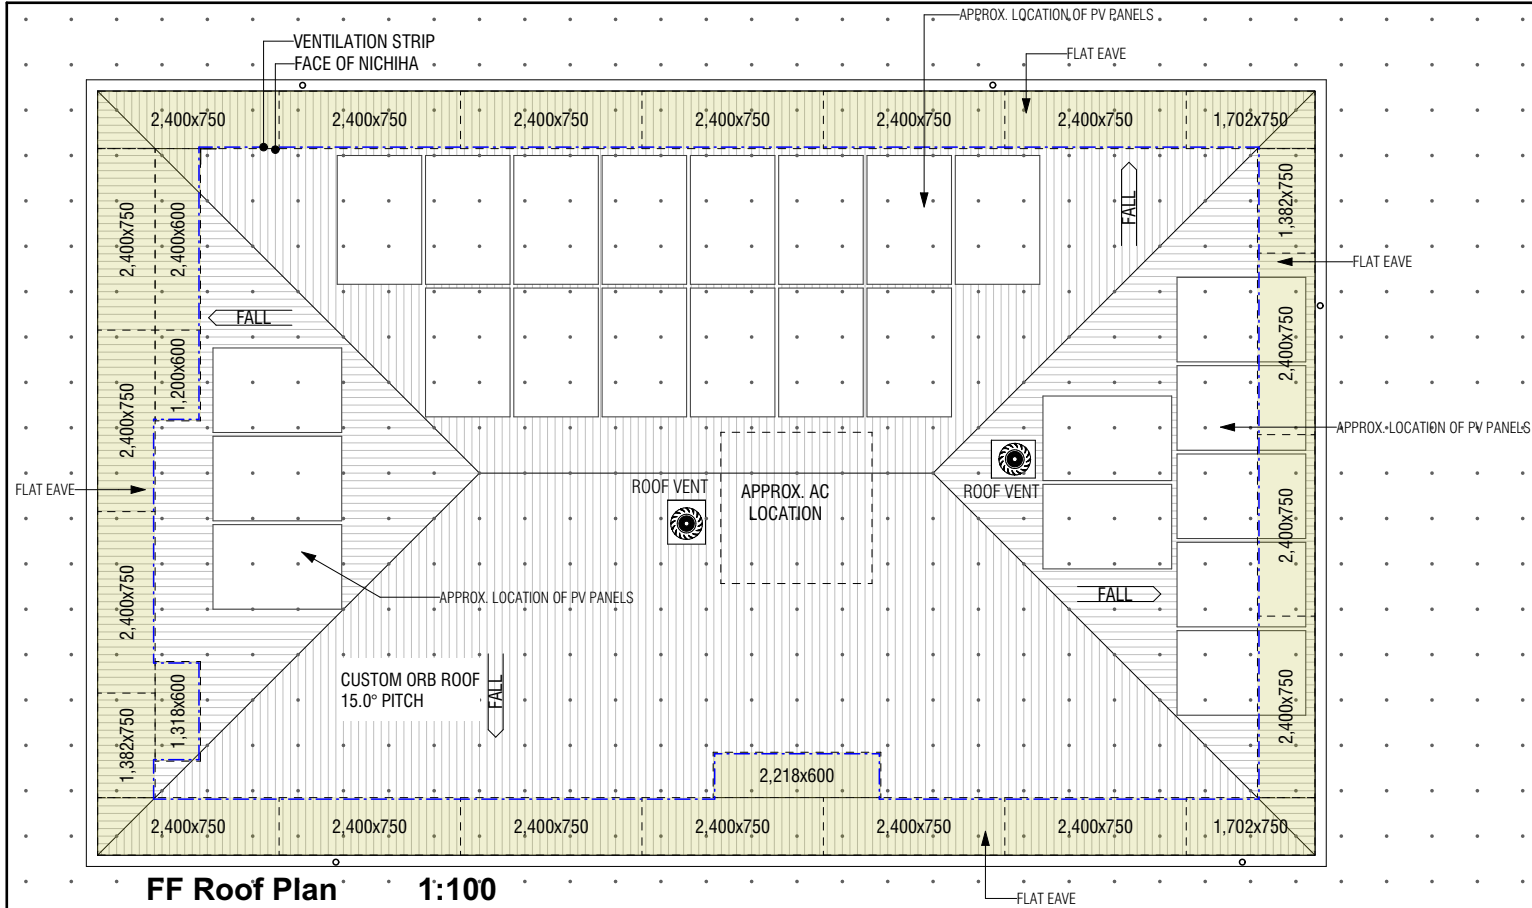 APPROX. LOCATION OF PV PANELS
VENTILATION STRIP
FACE OF NICHIHA
FLAT EAVE
2,400x750
2,400x750
2,400x750
2,400x750
2,400x750
2,400x750
1,702x750
2,400x750
2,400x600
1,382x750
FALL
FLAT EAVE
FALL
1,200x600
2,400x750
2,400x750
APPROX. LOCATION OF PV PANELS
FLAT EAVE
ROOF VENT
APPROX. AC
LOCATION
ROOF VENT
2,400x750
2,400x750
APPROX. LOCATION OF PV PANELS
FALL
CUSTOM ORB ROOF
15.0° PITCH
FALL
1,382x750
1,318x600
2,400x750
2,218x600
2,400x750
2,400x750
2,400x750
2,400x750
2,400x750
2,400x750
1,702x750
FF Roof Plan 1:100
FLAT EAVE